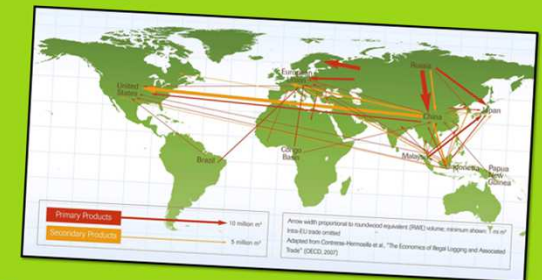 Russia
European
Union
United
States
China
Japan
Congo
Basin
Malaysia
Brazil
Indonesia
Papua
New
Guinea
Primary Products
10 million m³
Secondary Products
5 million m³
Arrow width proportional to roundwood equivalent (RWE) volume; minimum shown: 1 mi m³
Intra-EU trade omitted
Adapted from Contreras-Hermosilla et al., "The Economics of Illegal Logging and Associated
Trade" (OECD, 2007)